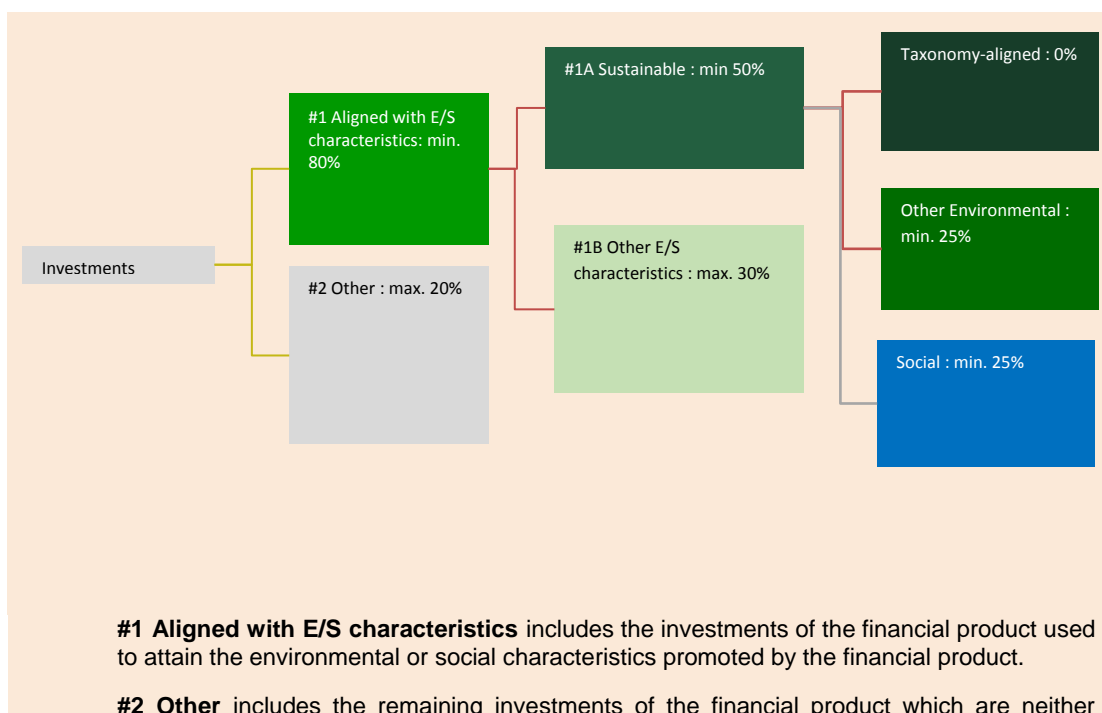 Investments
#1 Aligned with E/S
characteristics: min.
80%
#2 Other : max. 20%
#1A Sustainable : min 50%
#1B Other E/S
characteristics : max. 30%
Taxonomy-aligned : 0%
Other Environmental :
min. 25%
Social : min. 25%
#1 Aligned with E/S characteristics includes the investments of the financial product used
to attain the environmental or social characteristics promoted by the financial product.
#2 Other includes the remaining investments of the financial product which are neither